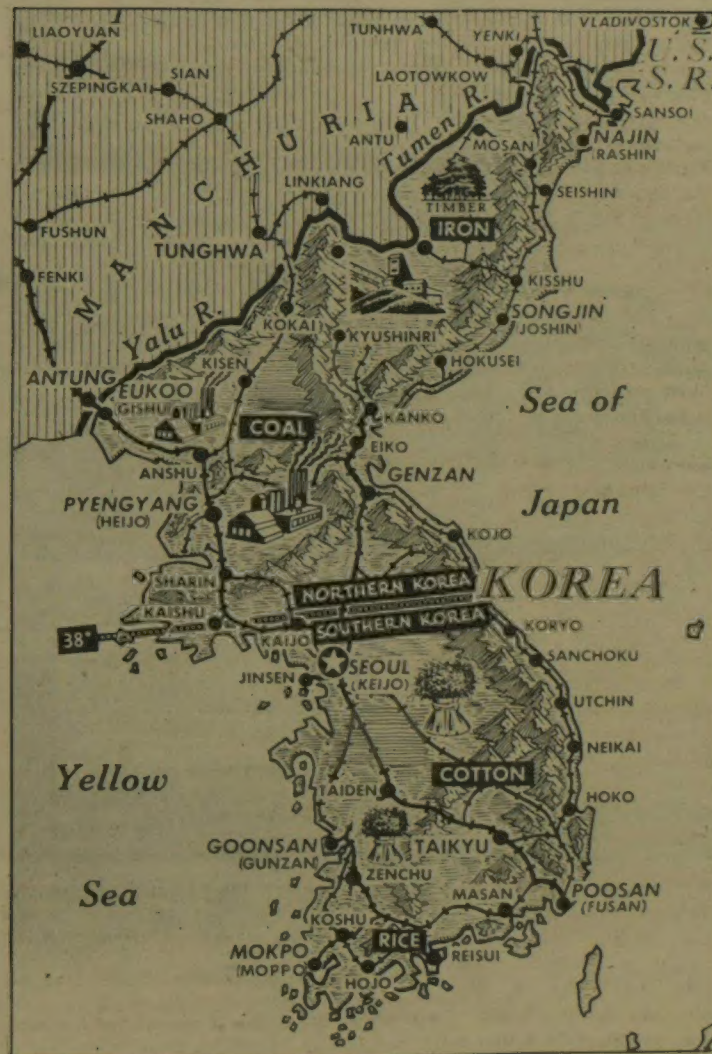 LIAOYUAN
TUNHWA
YENKI
VLADIVOSTOK
U. S.
S. R.
SZEPINGKAI
SIAN
LAOTOWKOW
SHAHO
ANTU
Tumen R.
SANSOI
MOSAN
NAJIN
(RASHIN)
MANCHURIA
LINKIANG
TIMBER
SEISHIN
FUSHUN
TUNGHWA
IRON
FENKI
KISSHU
KOKAI
SONGJIN
(JOSHIN)
Yalu R.
KYUSHINRI
KISEN
HOKUSEI
ANTUNG
EUKOO
GISHU
COAL
KANKO
Sea of
EIKO
ANSHU
GENZAN
PYENGYANG
(HEIJO)
Japan
KOJO
SHARIN
NORTHERN KOREA
KOREA
KAISHU
38°
KAIJO
SOUTHERN KOREA
KORYO
SEOUL
(KEIJO)
SANCHOKU
JINSEN
UTCHIN
NEIKAI
Yellow
COTTON
TAIDEN
HOKO
GOONSAN
(GUNZAN)
TAIKYU
ZENCHU
Sea
MASAN
POOSAN
(FUSAN)
KOSHU
RICE
MOKPO
(MOPPO)
REISUI
HOJO